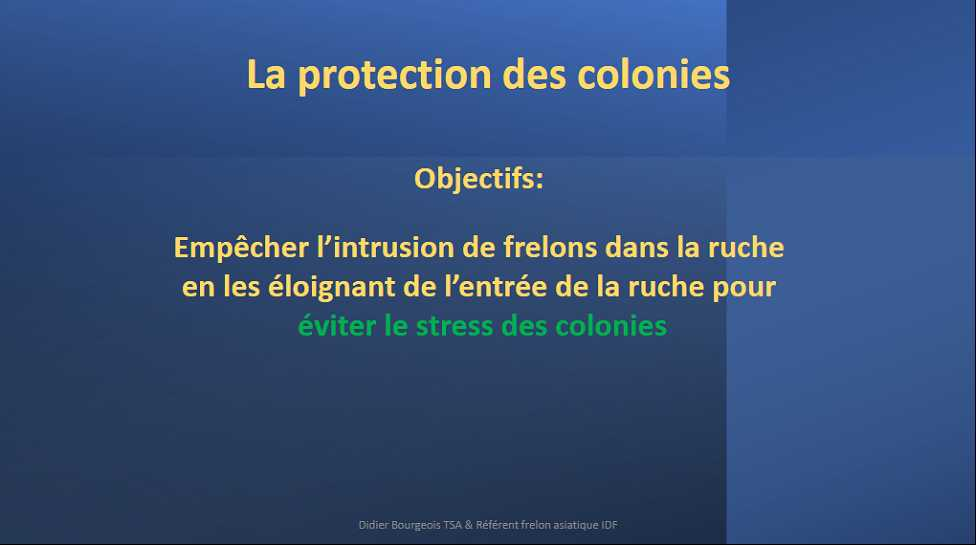 La protection des colonies
Objectifs:
Empêcher l’intrusion de frelons dans la ruche
en les éloignant de l’entrée de la ruche pour
éviter le stress des colonies
Didier Bourgeois TSA & Référent frelon asiatique IDF